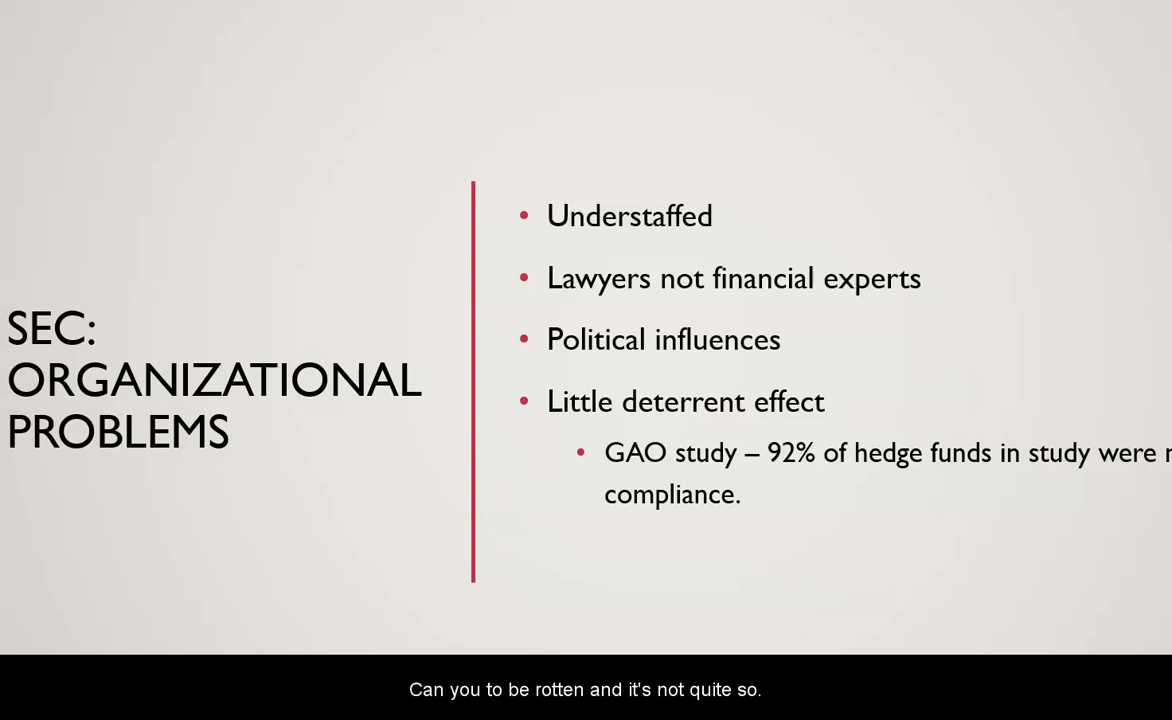 SEC:
ORGANIZATIONAL
PROBLEMS
• Understaffed
• Lawyers not financial experts
• Political influences
• Little deterrent effect
• GAO study – 92% of hedge funds in study were
compliance.
Can you to be rotten and it's not quite so.